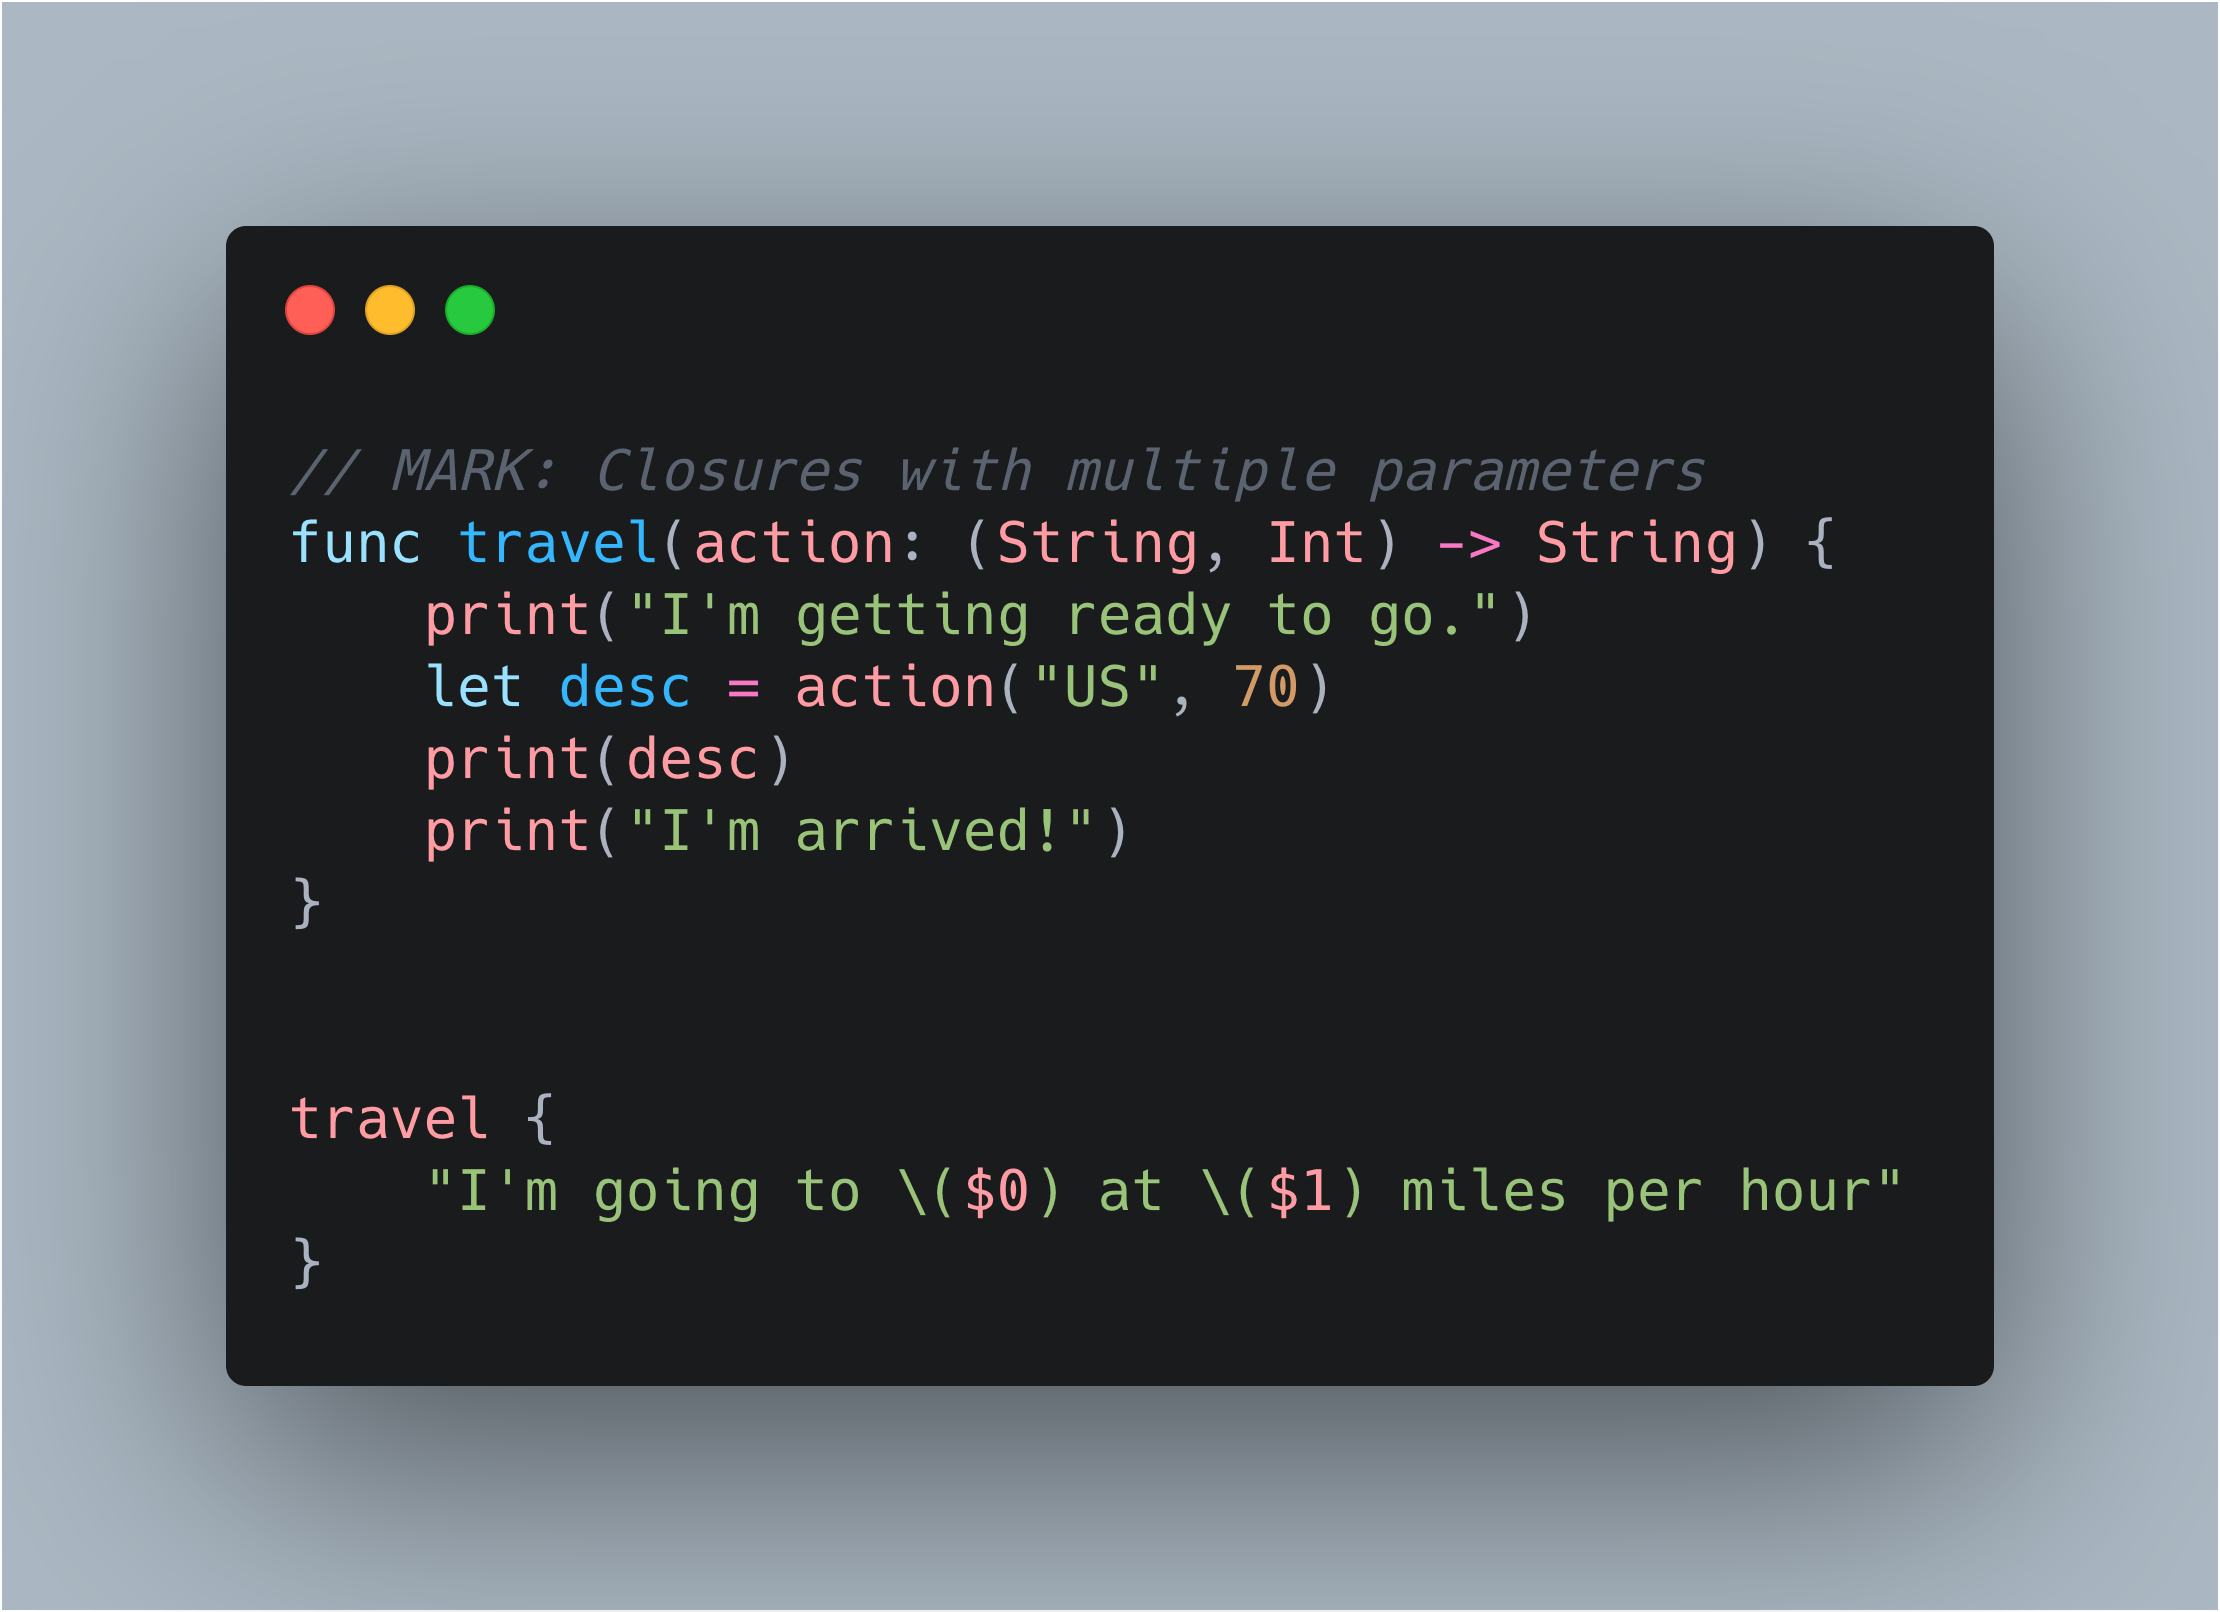 // MARK: Closures with multiple parameters
func travel(action: (String, Int) -> String) {
    print("I'm getting ready to go.")
    let desc = action("US", 70)
    print(desc)
    print("I'm arrived!")
}
travel {
    "I'm going to \($0) at \($1) miles per hour"
}